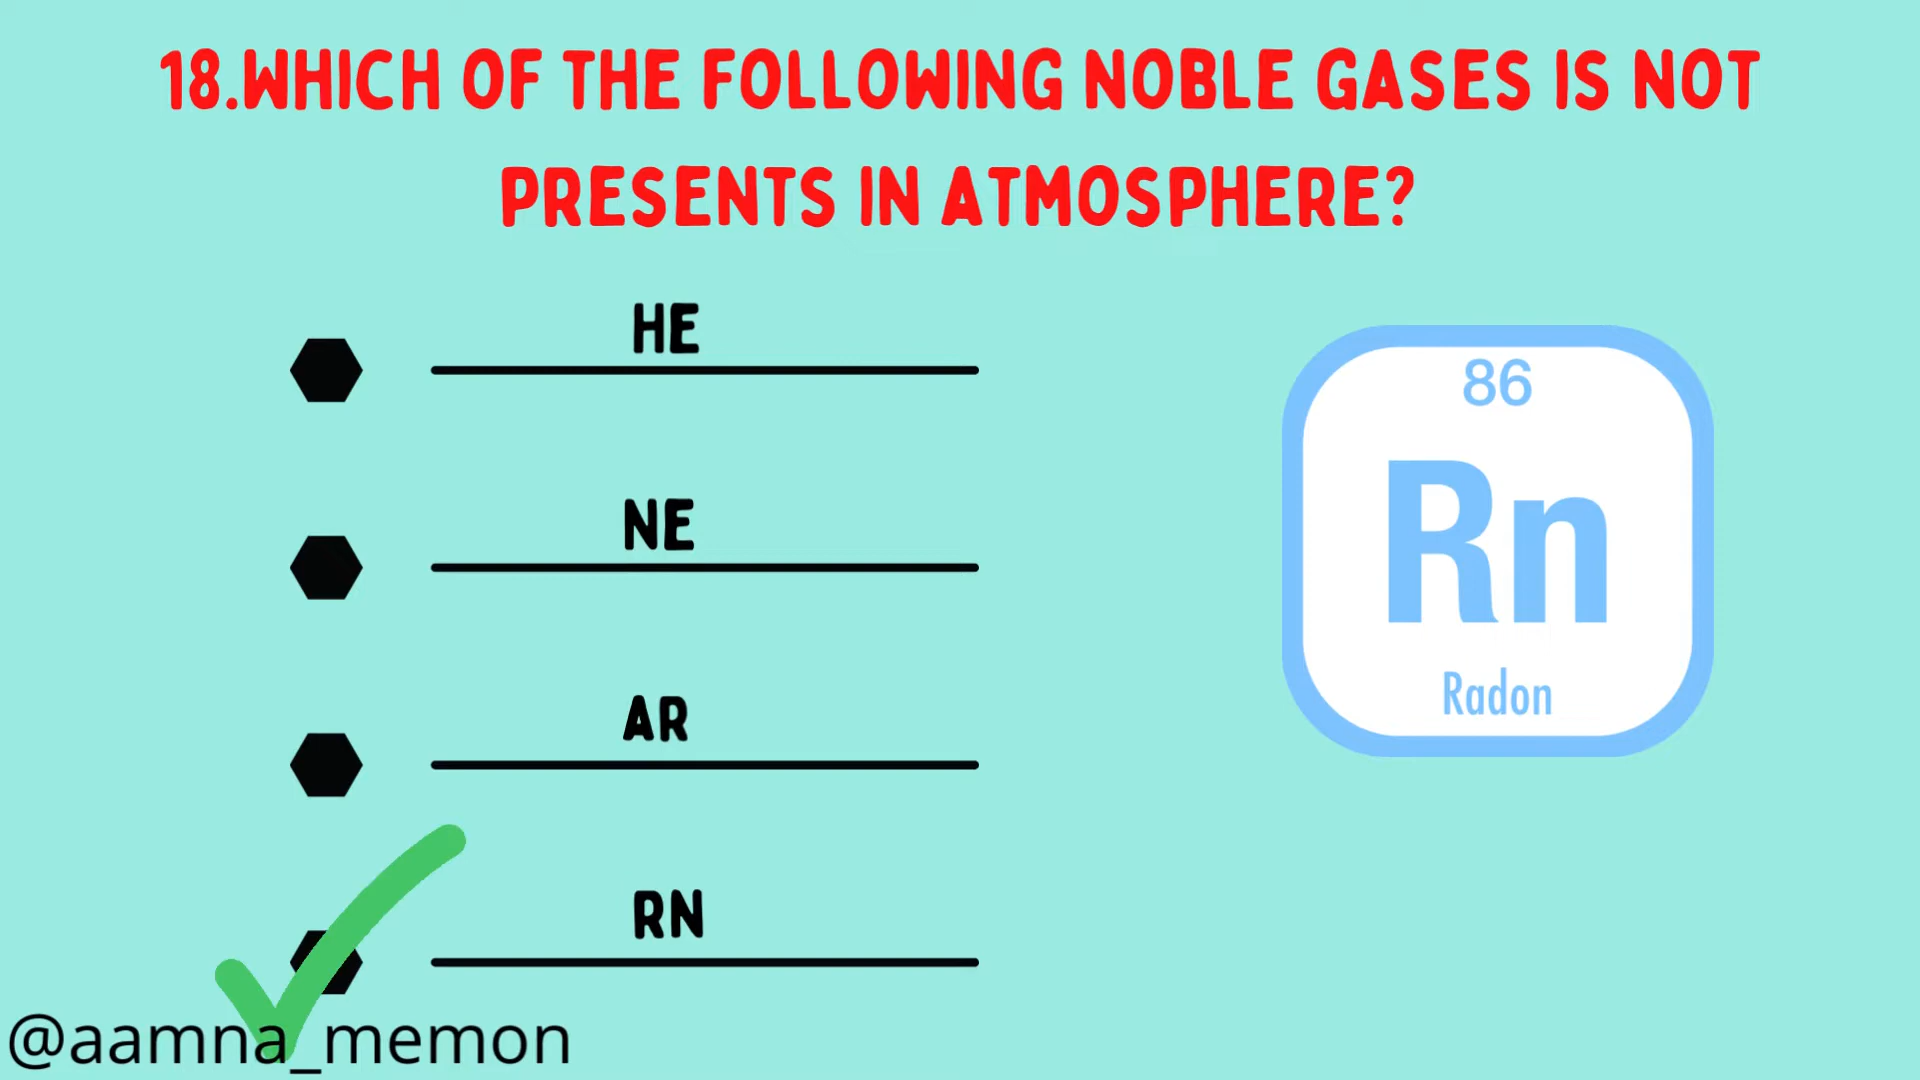 18.WHICH OF THE FOLLOWING NOBLE GASES IS NOT
PRESENTS IN ATMOSPHERE?
HE
NE
AR
RN
86
Rn
Radon
@aamna_memon